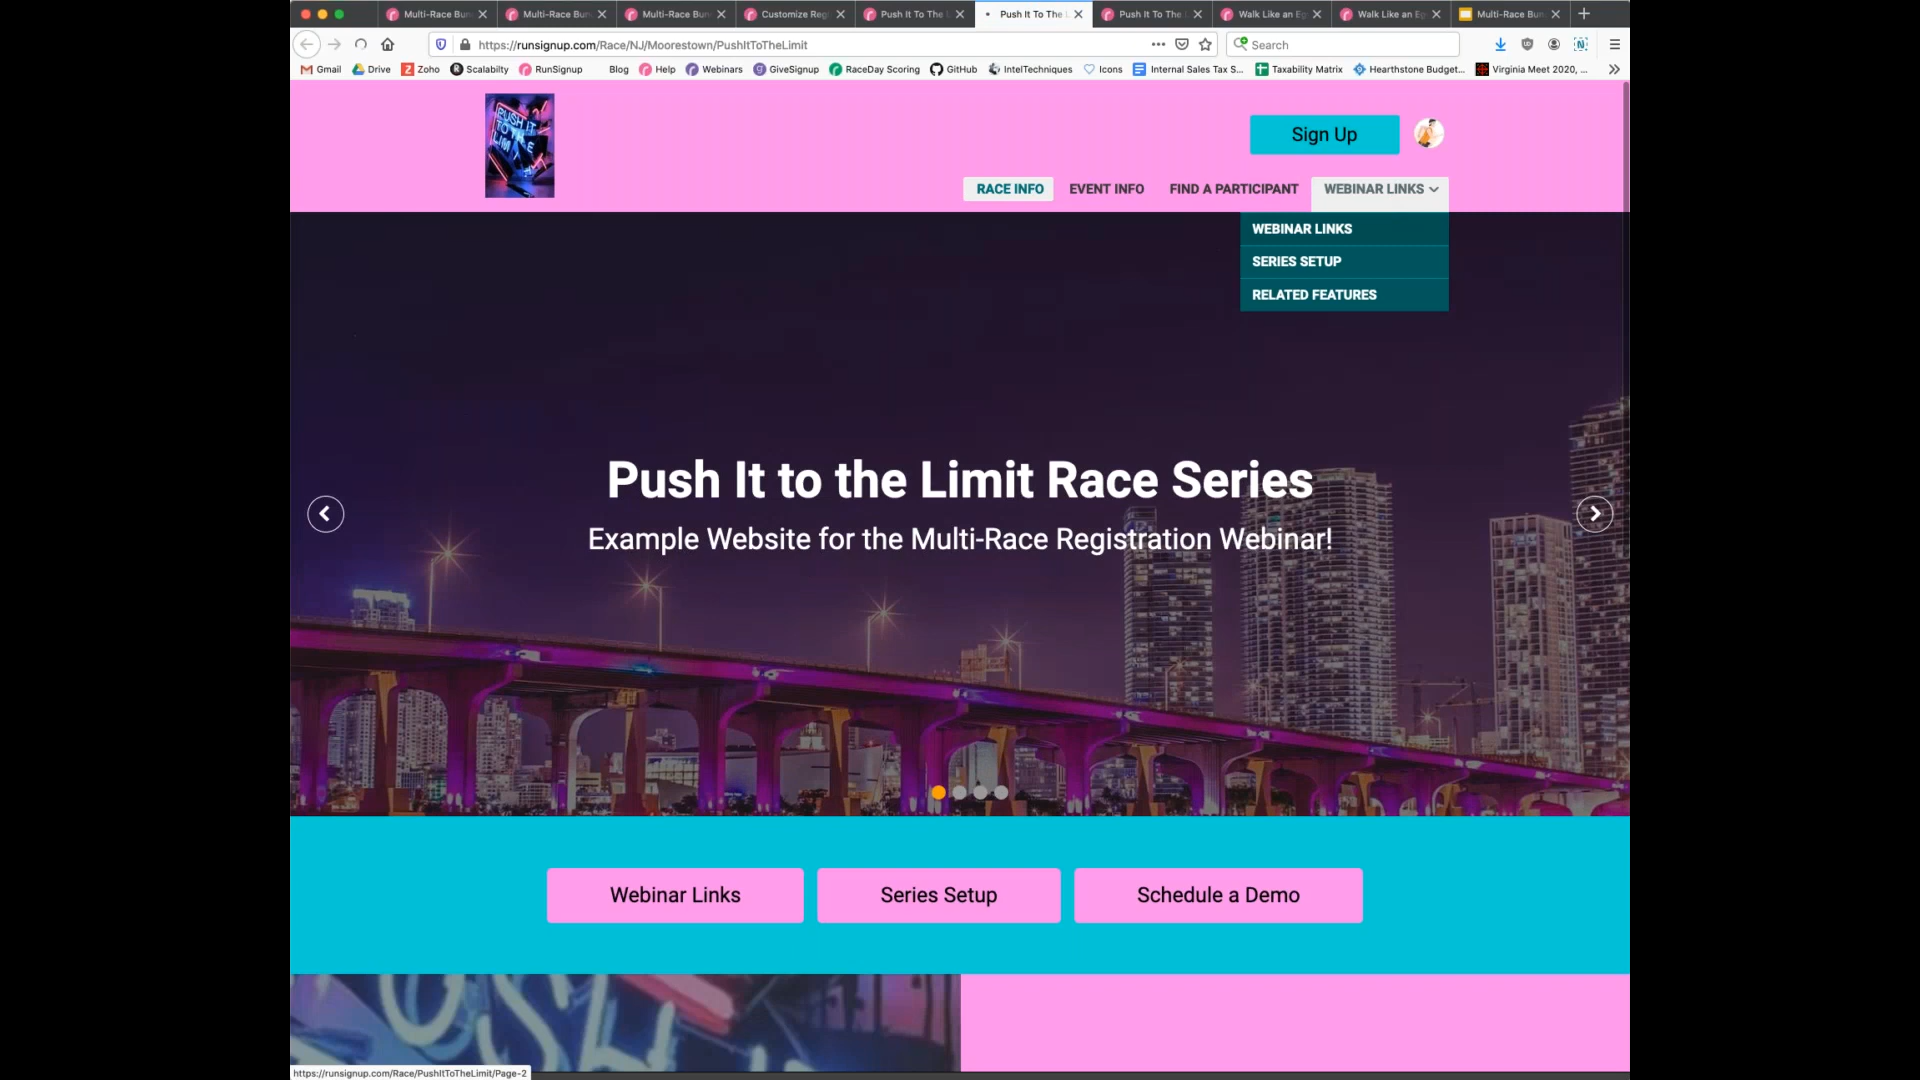 Multi-Race Bun
Multi-Race Bun
Multi-Race Bun
Customize Reg
Push It To The L
Push It To The L
Push It To The L
Walk Like an Eg
Walk Like an Eg
Multi-Race Bun
https://runsignup.com/Race/NJ/Moorestown/PushItToTheLimit
Search
Gmail
Drive
Zoho
Scalabilty
RunSignup
Blog
Help
Webinars
GiveSignup
RaceDay Scoring
GitHub
IntelTechniques
Icons
Internal Sales Tax S...
Taxability Matrix
Hearthstone Budget...
Virginia Meet 2020, ...
PUSH IT
TO THE
LIM
Sign Up
RACE INFO
EVENT INFO
FIND A PARTICIPANT
WEBINAR LINKS
WEBINAR LINKS
SERIES SETUP
RELATED FEATURES
Push It to the Limit Race Series
Example Website for the Multi-Race Registration Webinar!
Webinar Links
Series Setup
Schedule a Demo
https://runsignup.com/Race/PushItToTheLimit/Page-2